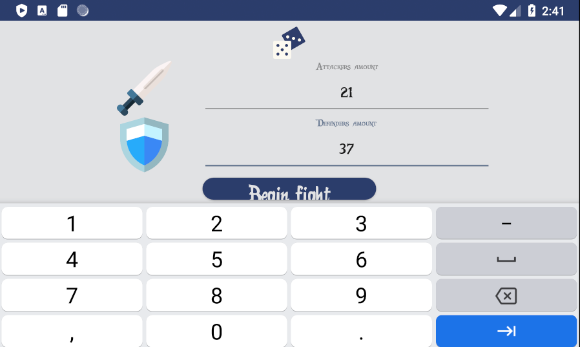 2:41
Attackers amount
21
Defenders amount
37
Begin fight
1 2 3 -
4 5 6
7 8 9
, 0 .